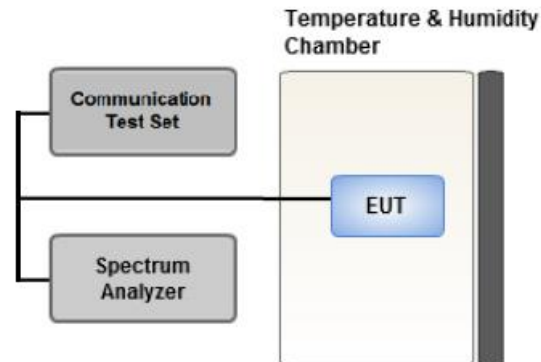 Temperature & Humidity
Chamber
Communication
Test Set
EUT
Spectrum
Analyzer